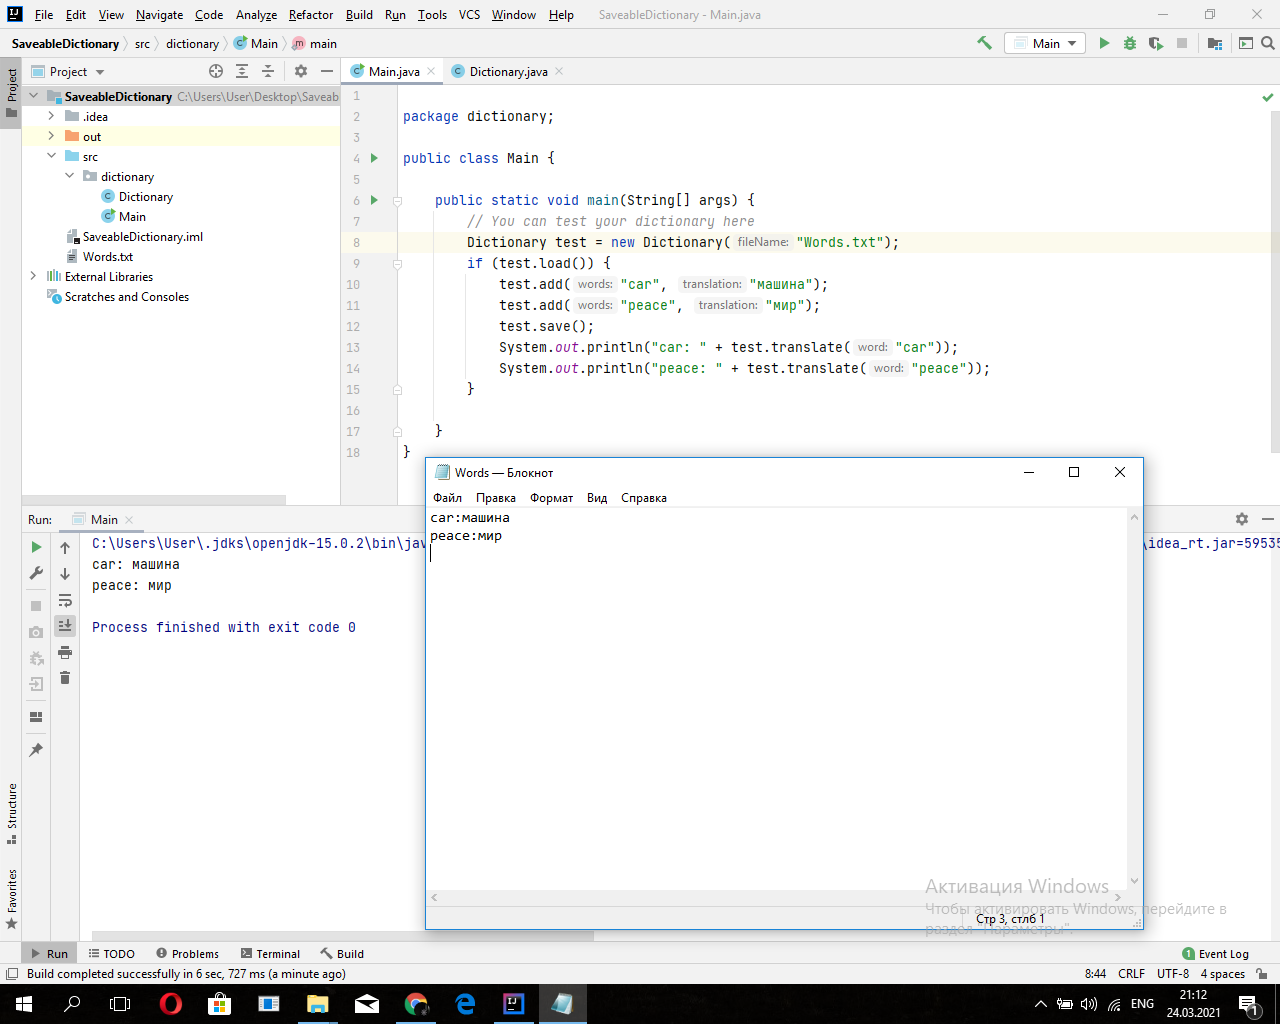 File Edit View Navigate Code Analyze Refactor Build Run Tools VCS Window Help SaveableDictionary - Main.java
SaveableDictionary src dictionary Main main
Main
Project
Main.java Dictionary.java
Project
SaveableDictionary C:\Users\User\Desktop\Saveab
.idea
out
src
dictionary
Dictionary
Main
SaveableDictionary.iml
Words.txt
External Libraries
Scratches and Consoles
1
2 package dictionary;
3
4 public class Main {
5
6 public static void main(String[] args) {
7 // You can test your dictionary here
8 Dictionary test = new Dictionary( fileName: "Words.txt");
9 if (test.load()) {
10 test.add( words: "car", translation: "машина");
11 test.add( words: "peace", translation: "мир");
12 test.save();
13 System.out.println("car: " + test.translate( word: "car"));
14 System.out.println("peace: " + test.translate( word: "peace"));
15 }
16
17 }
18 }
Run: Main
C:\Users\User\.jdks\openjdk-15.0.2\bin\jav \idea_rt.jar=59535
car: машина
peace: мир
Process finished with exit code 0
Words — Блокнот
Файл Правка Формат Вид Справка
car:машина
peace:мир
Стр 3, стлб 1
Активация Windows
Чтобы активировать Windows, перейдите в
раздел "Параметры".
Structure
Favorites
Run TODO Problems Terminal Build 1 Event Log
Build completed successfully in 6 sec, 727 ms (a minute ago) 8:44 CRLF UTF-8 4 spaces
ENG 21:12
24.03.2021 1